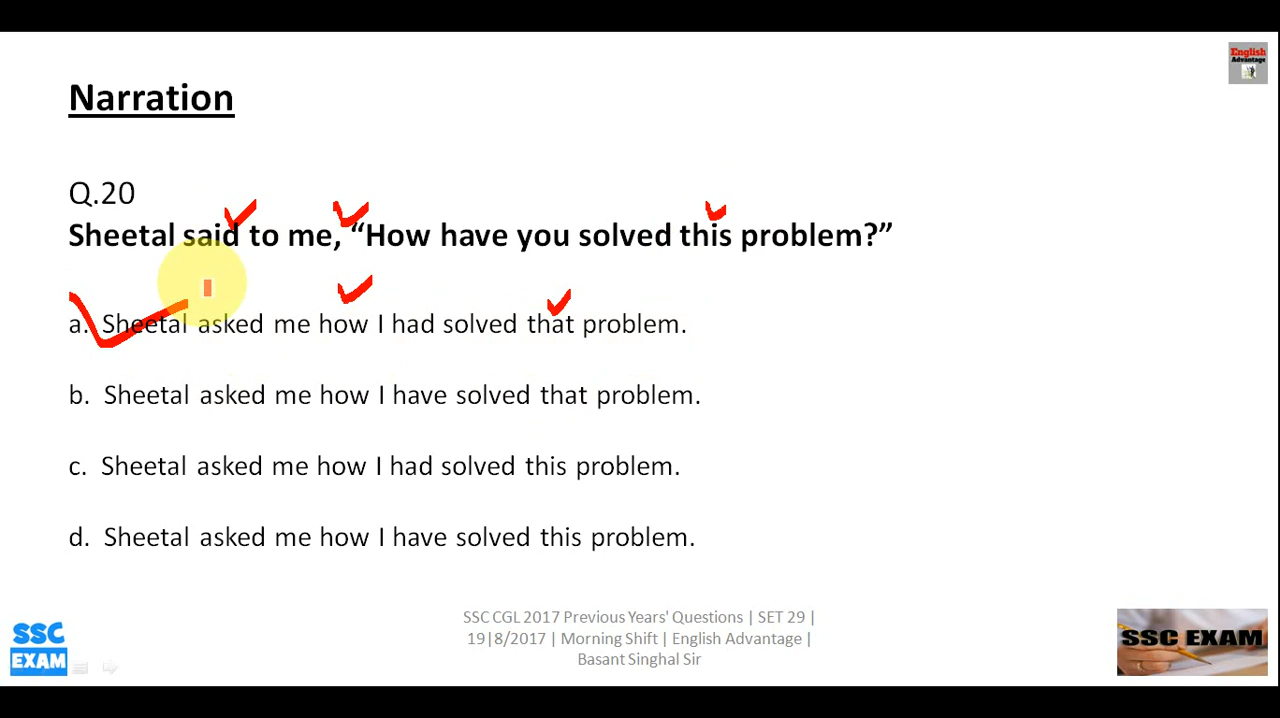 English
Advantage
Narration
Q.20
Sheetal said to me, “How have you solved this problem?”
a. Sheetal asked me how I had solved that problem.
b. Sheetal asked me how I have solved that problem.
c. Sheetal asked me how I had solved this problem.
d. Sheetal asked me how I have solved this problem.
SSC CGL 2017 Previous Years' Questions | SET 29 |
19|8/2017 | Morning Shift | English Advantage |
Basant Singhal Sir
SSC
EXAM
SSC EXAM